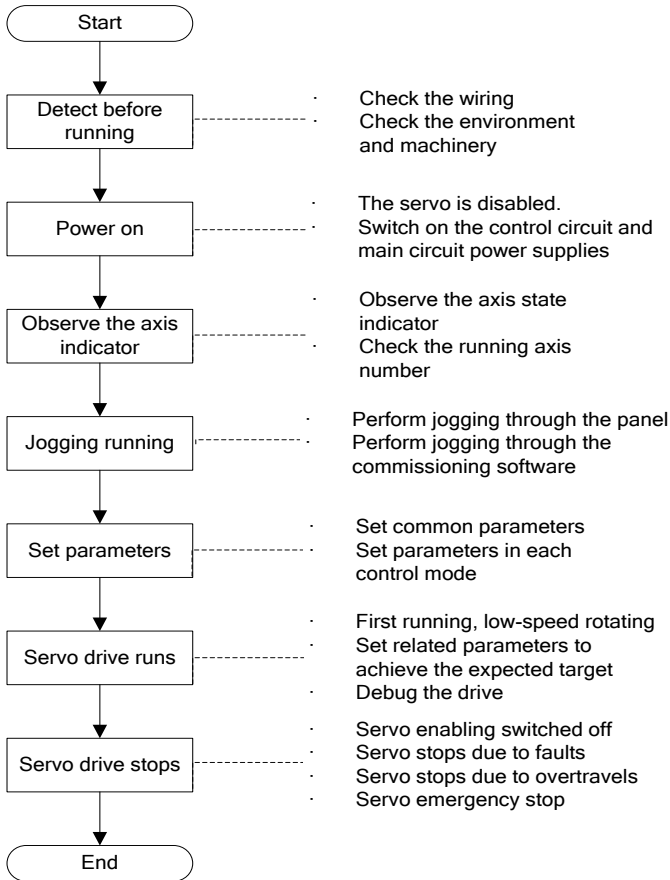 Start
Detect before
running
· Check the wiring
· Check the environment
and machinery
Power on
· The servo is disabled.
· Switch on the control circuit and
main circuit power supplies
Observe the axis
indicator
· Observe the axis state
indicator
· Check the running axis
number
Jogging running
· Perform jogging through the panel
· Perform jogging through the
commissioning software
Set parameters
· Set common parameters
· Set parameters in each
control mode
Servo drive runs
· First running, low-speed rotating
· Set related parameters to
achieve the expected target
· Debug the drive
Servo drive stops
· Servo enabling switched off
· Servo stops due to faults
· Servo stops due to overtravels
· Servo emergency stop
End